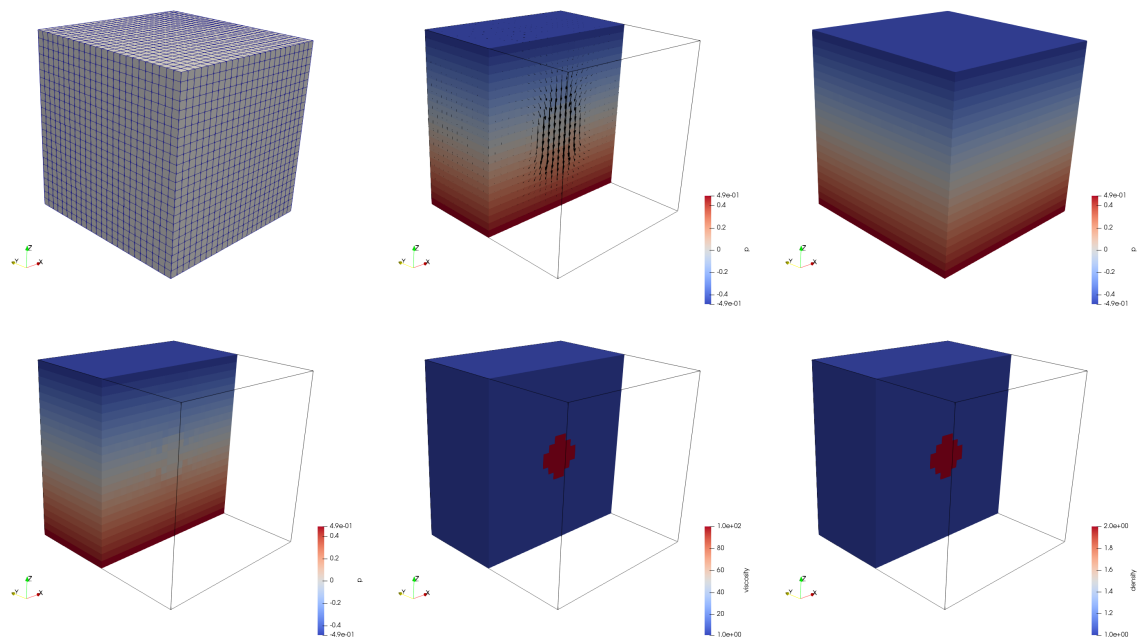 Z
Y
X
Z
Y
X
4.9e-01
0.4
0.2
0
-0.2
-0.4
-4.9e-01
p
Z
Y
X
4.9e-01
0.4
0.2
0
-0.2
-0.4
-4.9e-01
p
Z
Y
X
4.9e-01
0.4
0.2
0
-0.2
-0.4
-4.9e-01
p
Z
Y
X
1.0e+02
80
60
40
20
1.0e+00
viscosity
Z
Y
X
2.0e+00
1.8
1.6
1.4
1.2
1.0e+00
density